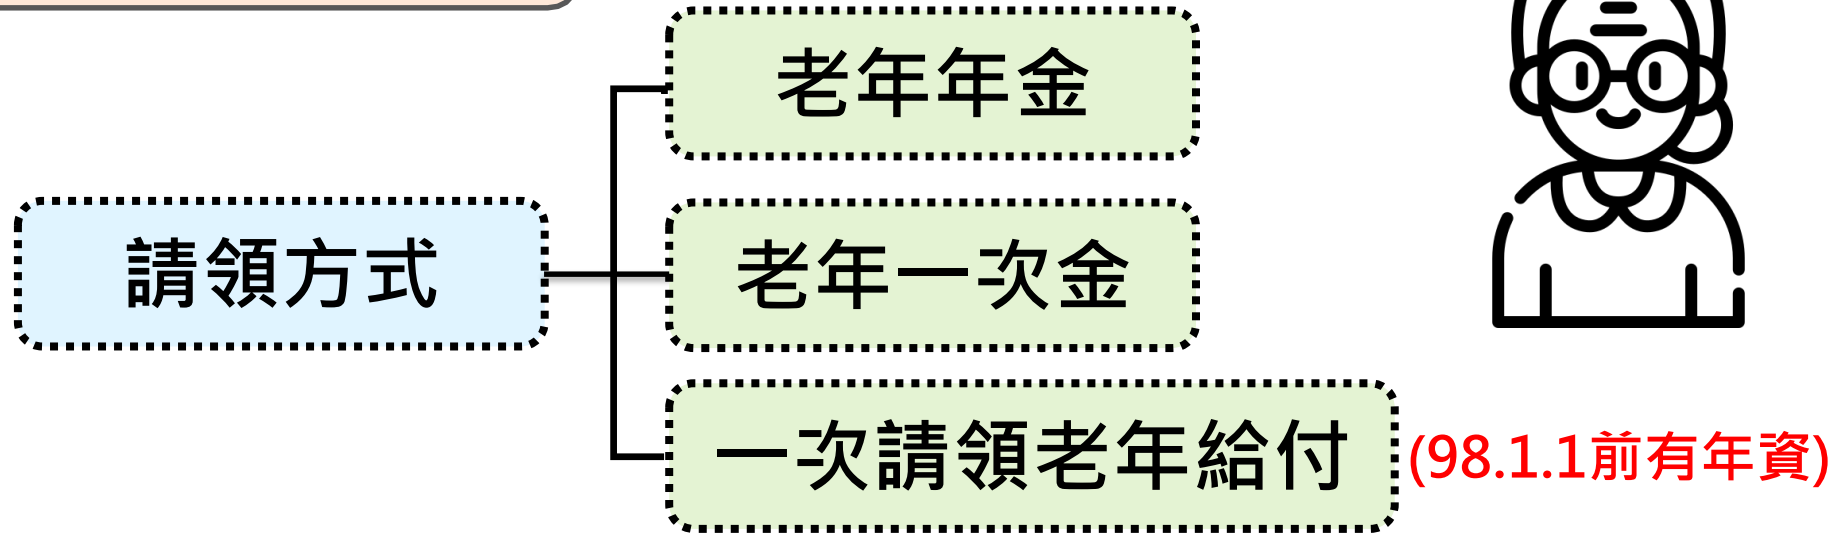 老年年金
請領方式
老年一次金
一次請領老年給付
(98.1.1前有年資)